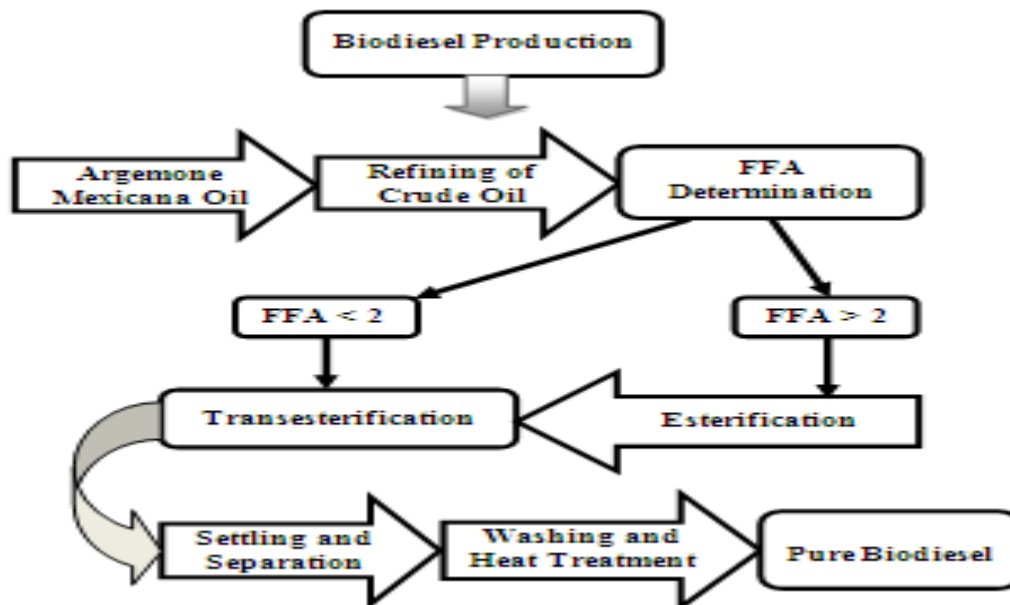 Biodiesel Production
Argemone
Mexicana Oil
Refining of
Crude Oil
FFA
Determination
FFA < 2
FFA > 2
Transesterification
Esterification
Settling and
Separation
Washing and
Heat Treatment
Pure Biodiesel